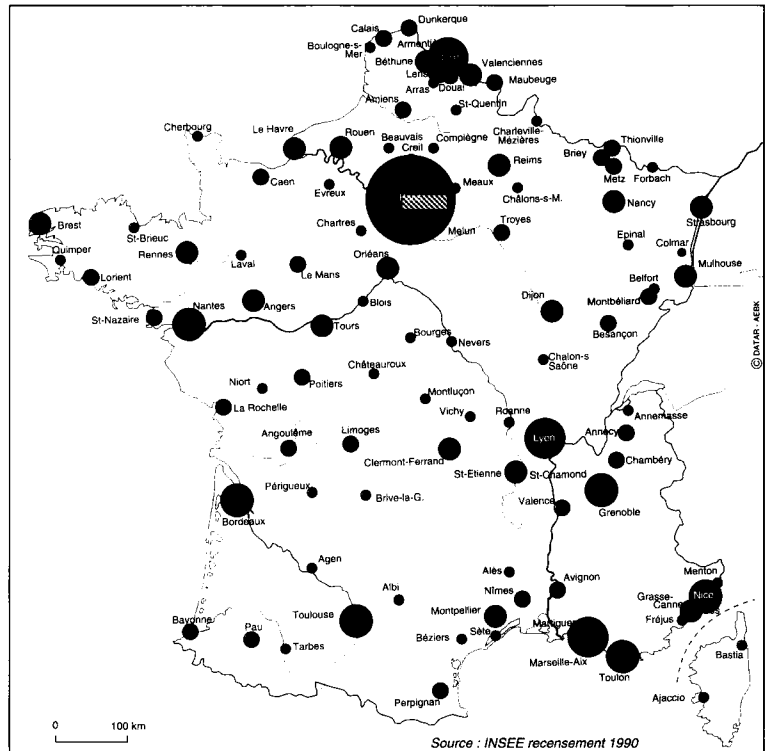 Dunkerque
Calais
Boulogne-s-
Mer
Armentiè
Béthune
Lens
Valenciennes
Douai
Arras
Maubeuge
Amiens
St-Quentin
Cherbourg
Charleville-
Mézières
Le Havre
Rouen
Beauvais
Compiègne
Creil
Thionville
Briey
Reims
Metz
Forbach
Caen
Evreux
Meaux
Châlons-s-M.
Nancy
Strasbourg
Brest
St-Brieuc
Chartres
Melun
Troyes
Epinal
Colmar
Quimper
Rennes
Laval
Le Mans
Orléans
Mulhouse
Lorient
Belfort
Montbéliard
St-Nazaire
Nantes
Angers
Blois
Dijon
Tours
Besançon
Bourges
Nevers
Châteauroux
Chalon-s
Saône
Niort
Poitiers
Montluçon
La Rochelle
Vichy
Roanne
Annemasse
Angoulême
Limoges
Lyon
Annecy
Clermont-Ferrand
Chambéry
St-Etienne
St-Chamond
Périgueux
Brive-la-G.
Valence
Grenoble
Bordeaux
Agen
Alès
Menton
Albi
Nîmes
Avignon
Grasse-
Canne
Nice
Toulouse
Montpellier
Martigues
Fréjus
Bayonne
Pau
Tarbes
Béziers
Sète
Marseille-Aix
Toulon
Bastia
Perpignan
Ajaccio
0 100 km
Source : INSEE recensement 1990
© DATAR - AEBK